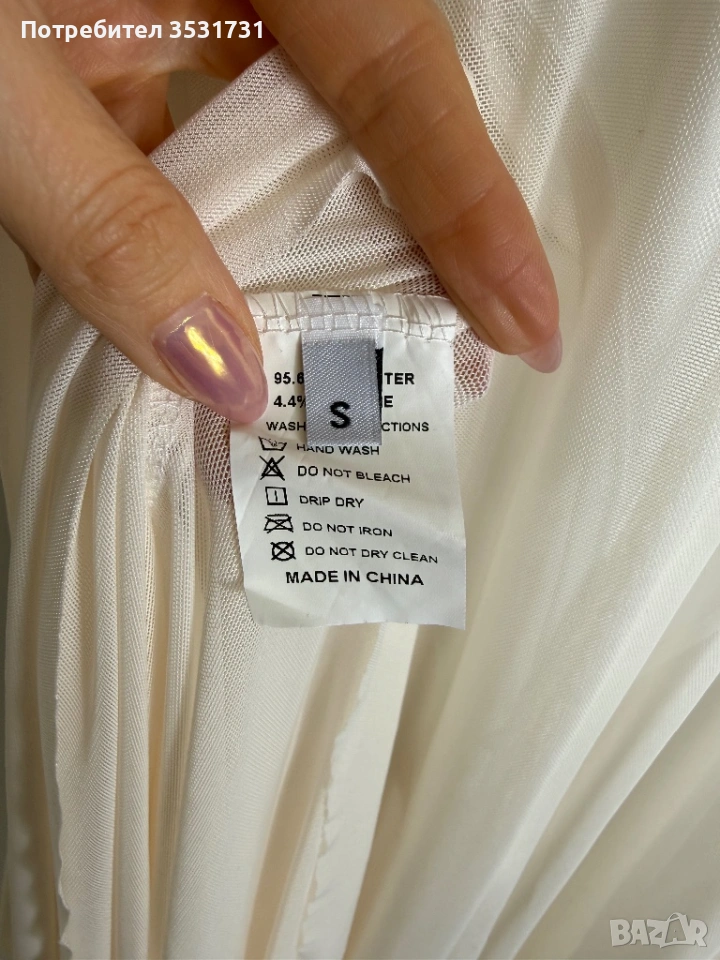 Потребител 3531731
95.6 TER
4.4% E
S
WASH CTIONS
HAND WASH
DO NOT BLEACH
DRIP DRY
DO NOT IRON
DO NOT DRY CLEAN
MADE IN CHINA
BAZAR